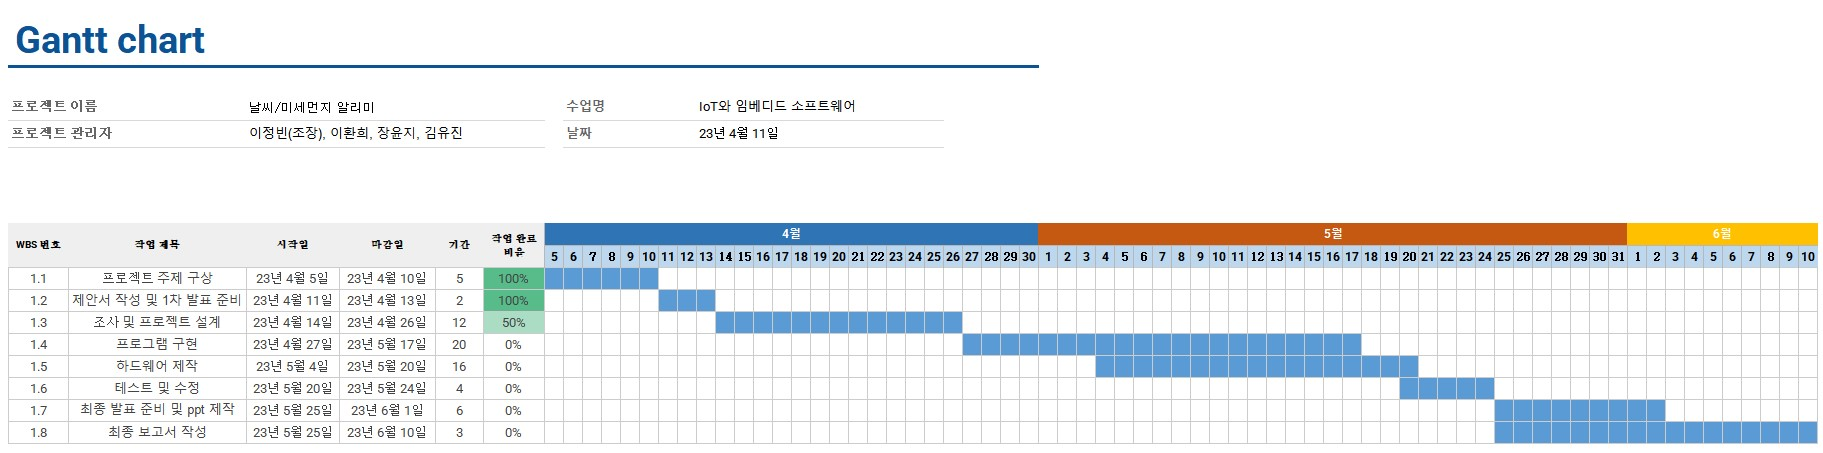 Gantt chart
프로젝트 이름 날씨/미세먼지 알리미 수업명 IoT와 임베디드 소프트웨어
프로젝트 관리자 이정빈(조장), 이환희, 장윤지, 김유진 날짜 23년 4월 11일
4월 5월 6월
WBS 번호 작업 제목 시작일 마감일 기간 작업 완료 비율
5 6 7 8 9 10 11 12 13 14 15 16 17 18 19 20 21 22 23 24 25 26 27 28 29 30 1 2 3 4 5 6 7 8 9 10 11 12 13 14 15 16 17 18 19 20 21 22 23 24 25 26 27 28 29 30 31 1 2 3 4 5 6 7 8 9 10
1.1 프로젝트 주제 구상 23년 4월 5일 23년 4월 10일 5 100%
1.2 제안서 작성 및 1차 발표 준비 23년 4월 11일 23년 4월 13일 2 100%
1.3 조사 및 프로젝트 설계 23년 4월 14일 23년 4월 26일 12 50%
1.4 프로그램 구현 23년 4월 27일 23년 5월 17일 20 0%
1.5 하드웨어 제작 23년 5월 4일 23년 5월 20일 16 0%
1.6 테스트 및 수정 23년 5월 20일 23년 5월 24일 4 0%
1.7 최종 발표 준비 및 ppt 제작 23년 5월 25일 23년 6월 1일 6 0%
1.8 최종 보고서 작성 23년 5월 25일 23년 6월 10일 3 0%